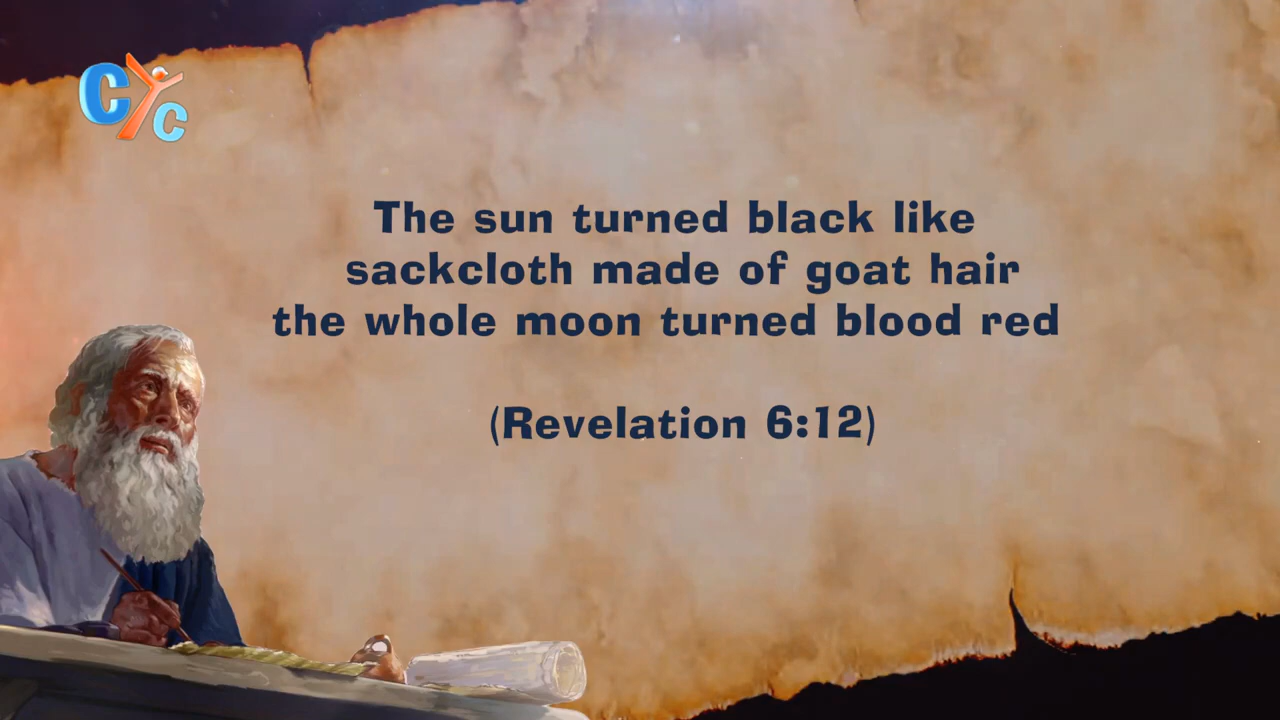 CYC
The sun turned black like
sackcloth made of goat hair
the whole moon turned blood red
(Revelation 6:12)